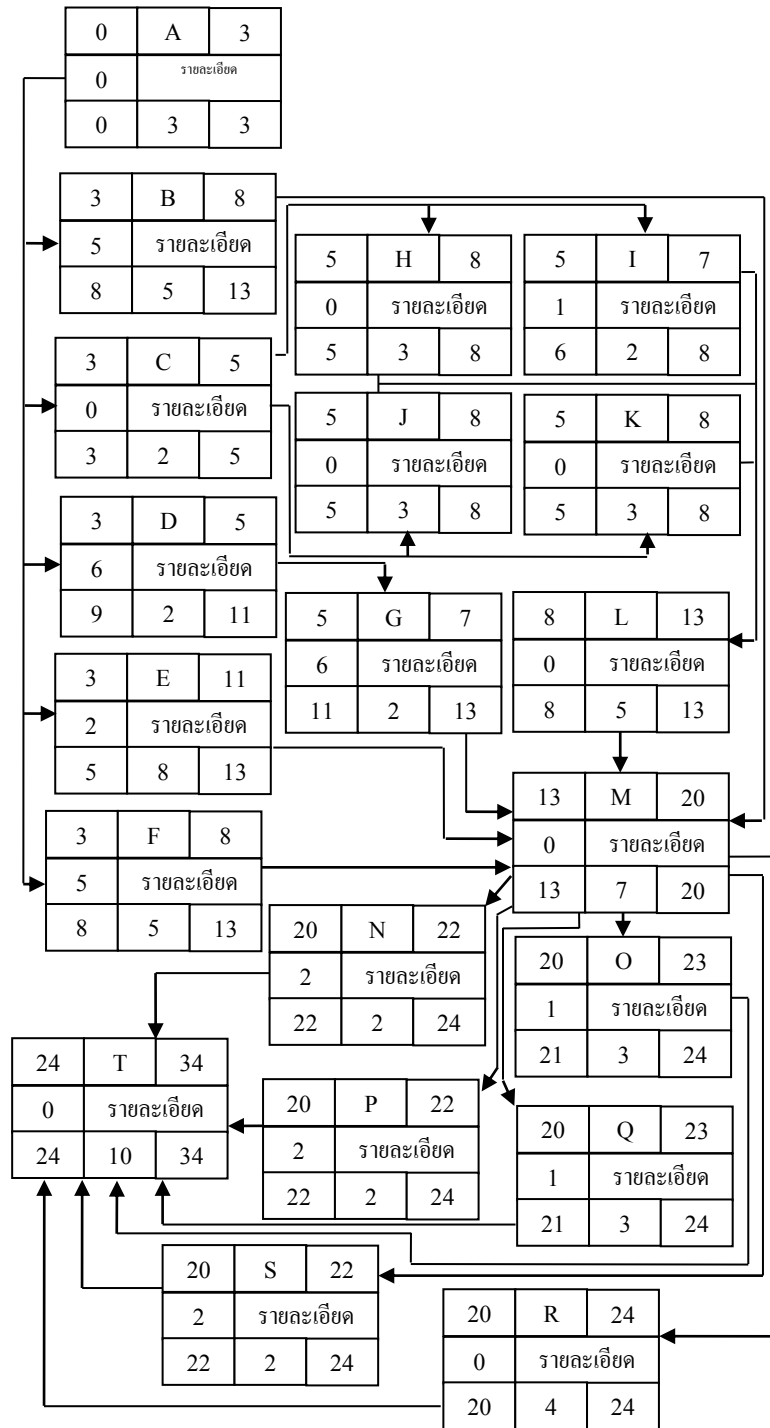 0 A 3
0 รายละเอียด
0 3 3
3 B 8
5 รายละเอียด
8 5 13
5 H 8
0 รายละเอียด
5 3 8
5 I 7
1 รายละเอียด
6 2 8
3 C 5
0 รายละเอียด
3 2 5
5 J 8
0 รายละเอียด
5 3 8
5 K 8
0 รายละเอียด
5 3 8
3 D 5
6 รายละเอียด
9 2 11
5 G 7
6 รายละเอียด
11 2 13
8 L 13
0 รายละเอียด
8 5 13
3 E 11
2 รายละเอียด
5 8 13
13 M 20
0 รายละเอียด
13 7 20
3 F 8
5 รายละเอียด
8 5 13
20 N 22
2 รายละเอียด
22 2 24
20 O 23
1 รายละเอียด
21 3 24
24 T 34
0 รายละเอียด
24 10 34
20 P 22
2 รายละเอียด
22 2 24
20 Q 23
1 รายละเอียด
21 3 24
20 S 22
2 รายละเอียด
22 2 24
20 R 24
0 รายละเอียด
20 4 24